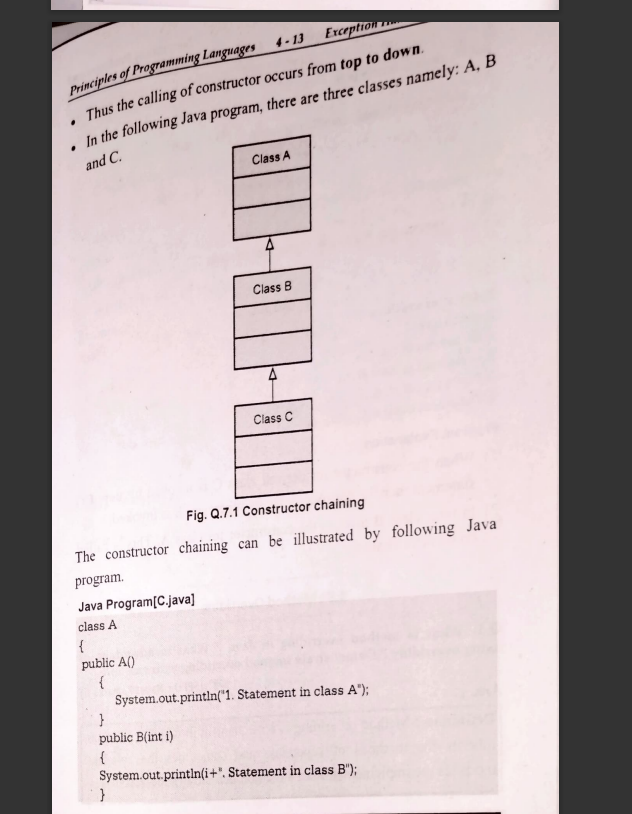 Principles of Programming Languages 4 - 13 Exception
• Thus the calling of constructor occurs from top to down.
• In the following Java program, there are three classes namely: A, B
and C.
Class A
Class B
Class C
Fig. Q.7.1 Constructor chaining
The constructor chaining can be illustrated by following Java
program.
Java Program[C.java]
class A
{
public A()
{
System.out.println("1. Statement in class A");
}
public B(int i)
{
System.out.println(i+". Statement in class B");
}